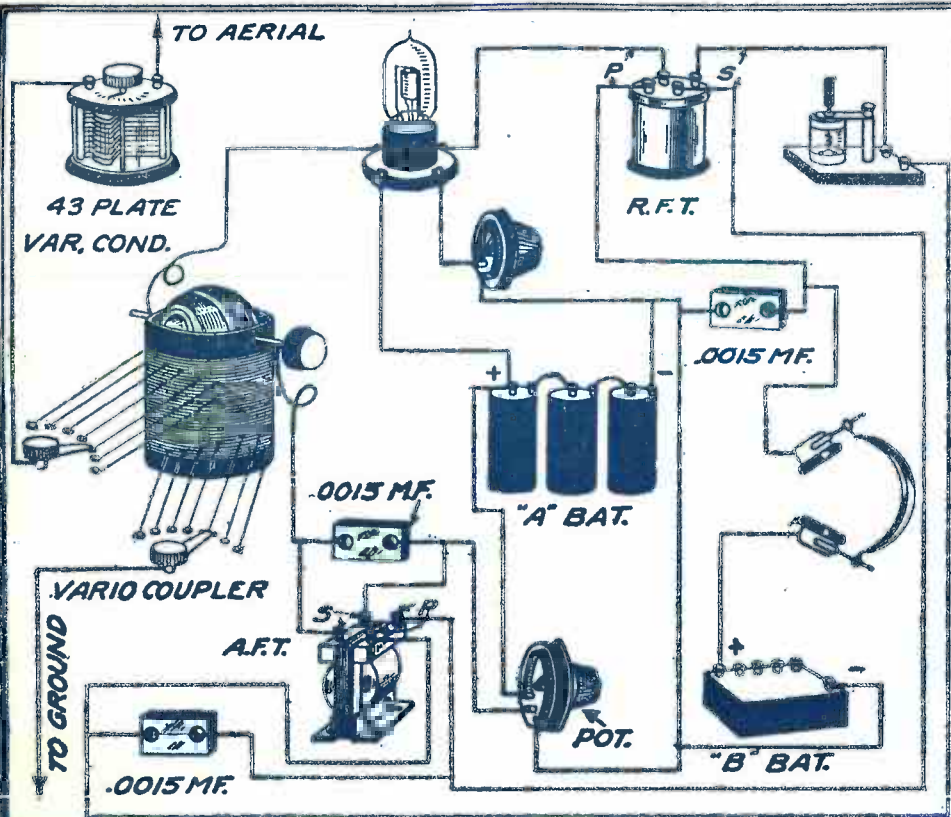 TO AERIAL
P
S
43 PLATE
VAR. COND.
R.F.T.
.0015 MF.
+
-
"A" BAT.
.0015 MF.
VARIO COUPLER
S
P
A.F.T.
TO GROUND
+
-
POT.
"B" BAT.
.0015 MF.